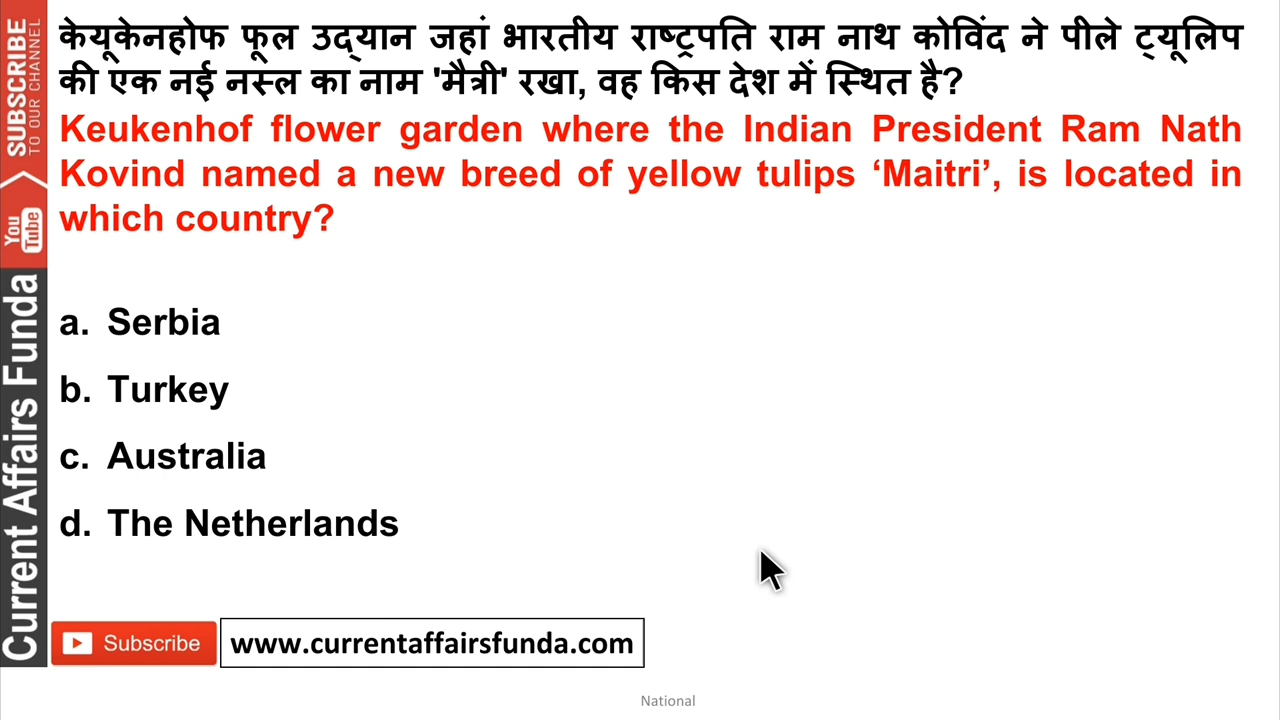 केयूकेनहोफ फूल उद्यान जहां भारतीय राष्ट्रपति राम नाथ कोविंद ने पीले ट्यूलिप
की एक नई नस्ल का नाम 'मैत्री' रखा, वह किस देश में स्थित है?
Keukenhof flower garden where the Indian President Ram Nath
Kovind named a new breed of yellow tulips ‘Maitri’, is located in
which country?
a. Serbia
b. Turkey
c. Australia
d. The Netherlands
SUBSCRIBE
TO OUR CHANNEL
You
Tube
Current Affairs Funda
Subscribe
www.currentaffairsfunda.com
National